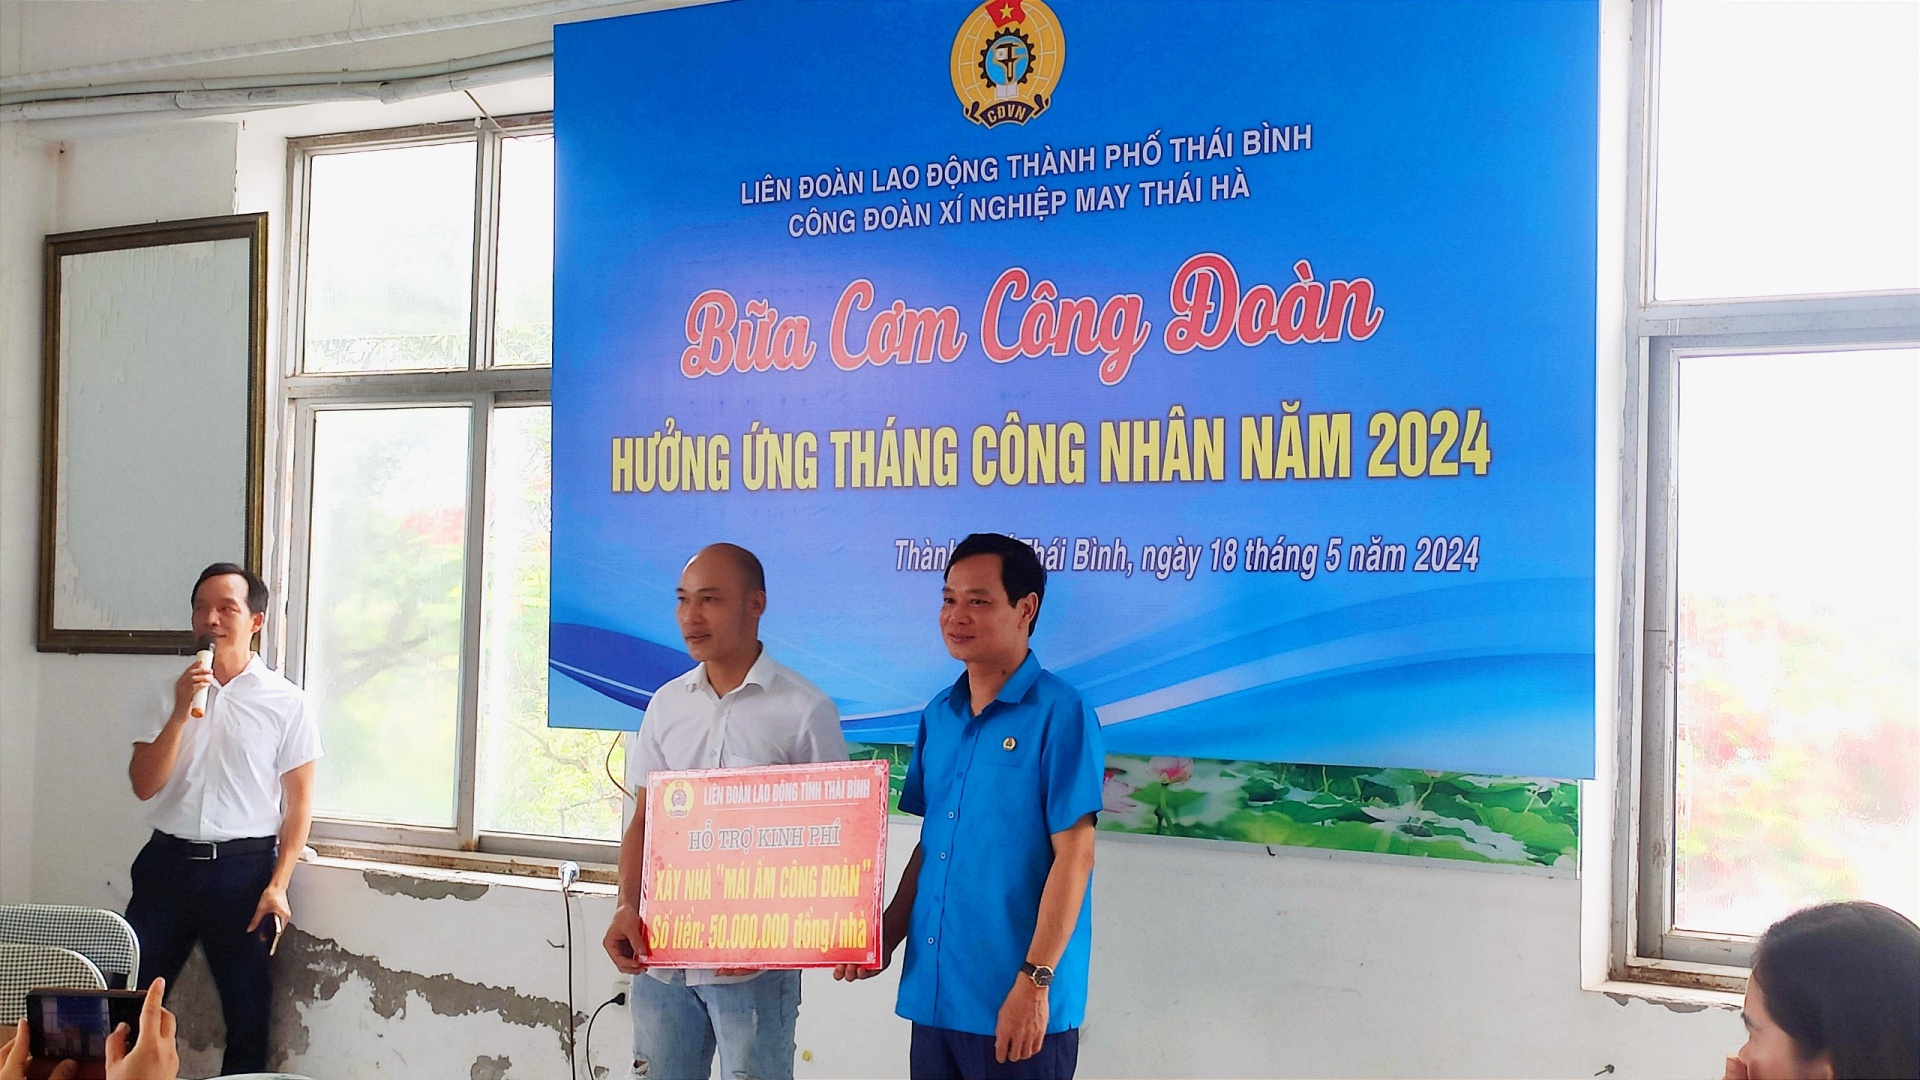 CĐVN
LIÊN ĐOÀN LAO ĐỘNG THÀNH PHỐ THÁI BÌNH
CÔNG ĐOÀN XÍ NGHIỆP MAY THÁI HÀ
Bữa Cơm Công Đoàn
HƯỞNG ỨNG THÁNG CÔNG NHÂN NĂM 2024
Thành Thái Bình, ngày 18 tháng 5 năm 2024
LIÊN ĐOÀN LAO ĐỘNG TỈNH THÁI BÌNH
HỖ TRỢ KINH PHÍ
XÂY NHÀ "MÁI ẤM CÔNG ĐOÀN"
Số tiền: 50.000.000 đồng/nhà